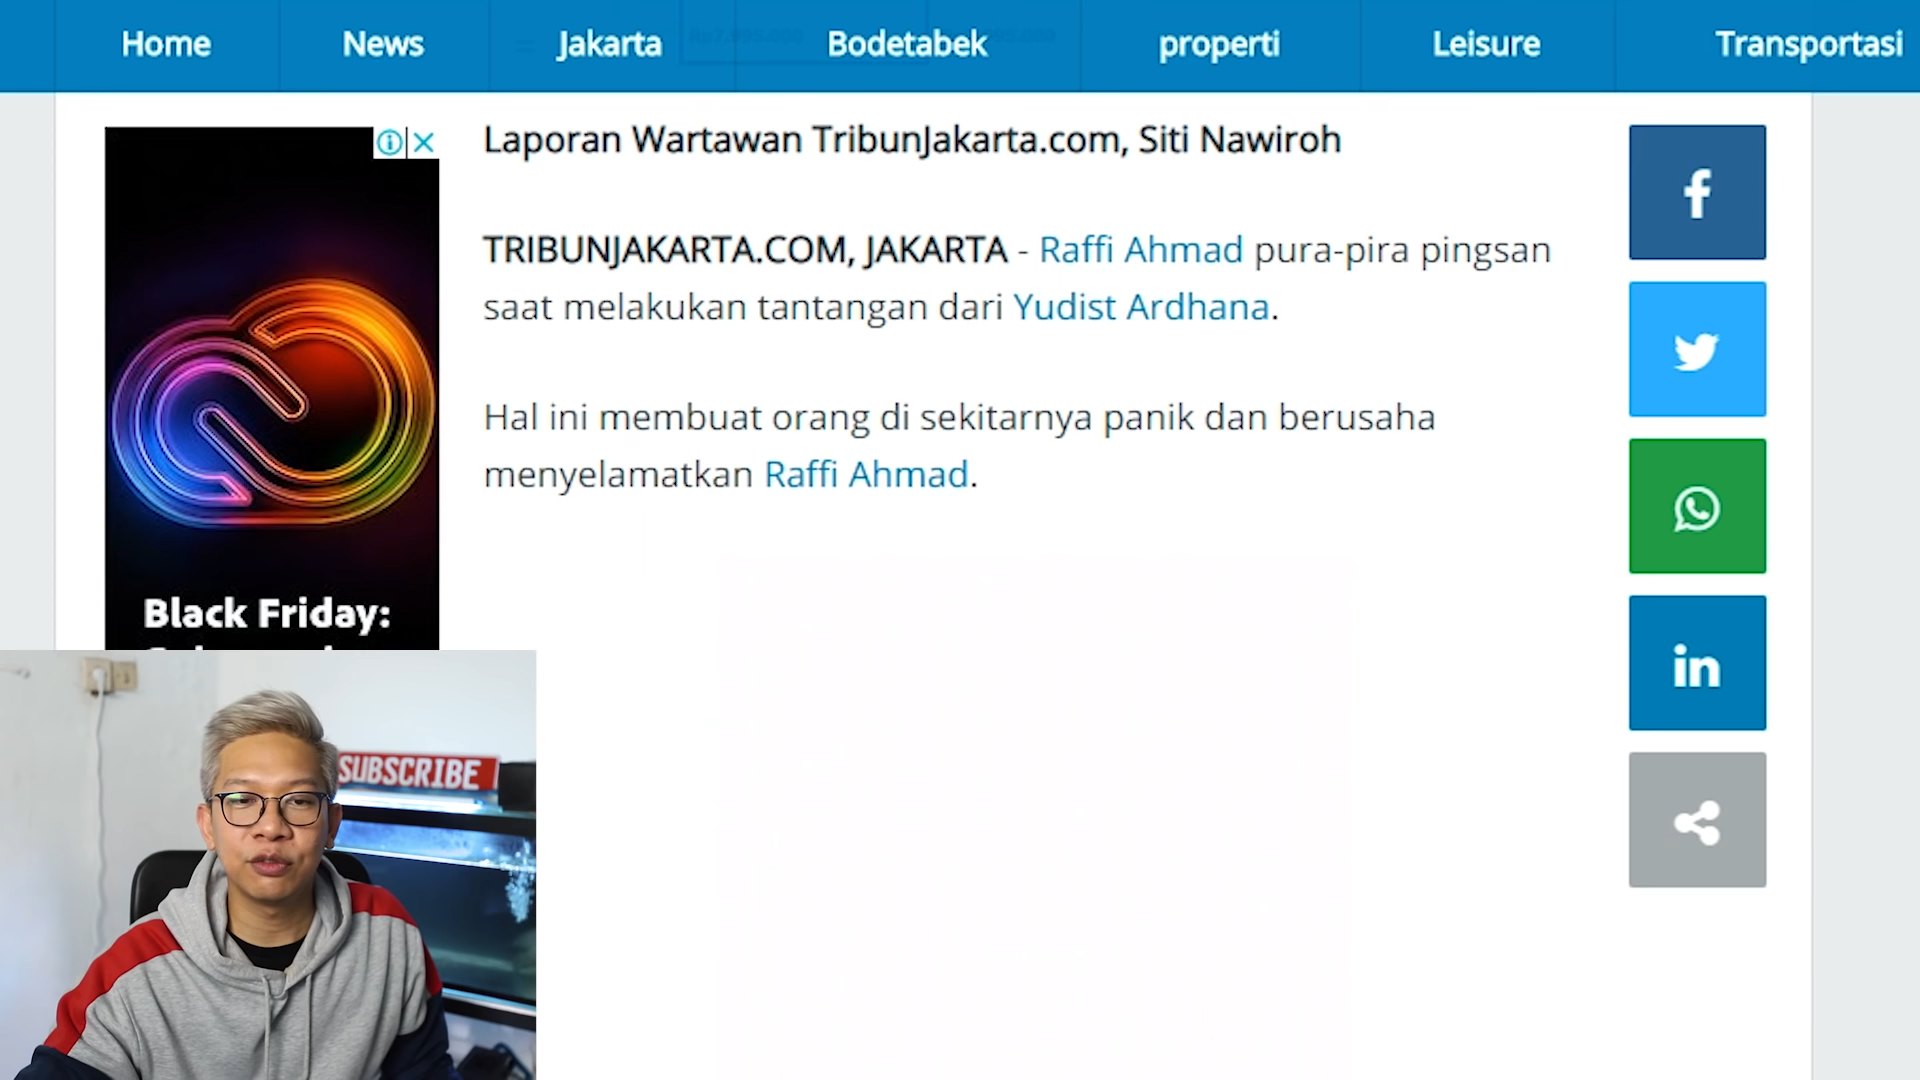 Home News Jakarta Bodetabek properti Leisure Transportasi
Laporan Wartawan TribunJakarta.com, Siti Nawiroh
TRIBUNJAKARTA.COM, JAKARTA - Raffi Ahmad pura-pira pingsan
saat melakukan tantangan dari Yudist Ardhana.
Hal ini membuat orang di sekitarnya panik dan berusaha
menyelamatkan Raffi Ahmad.
Black Friday:
SUBSCRIBE